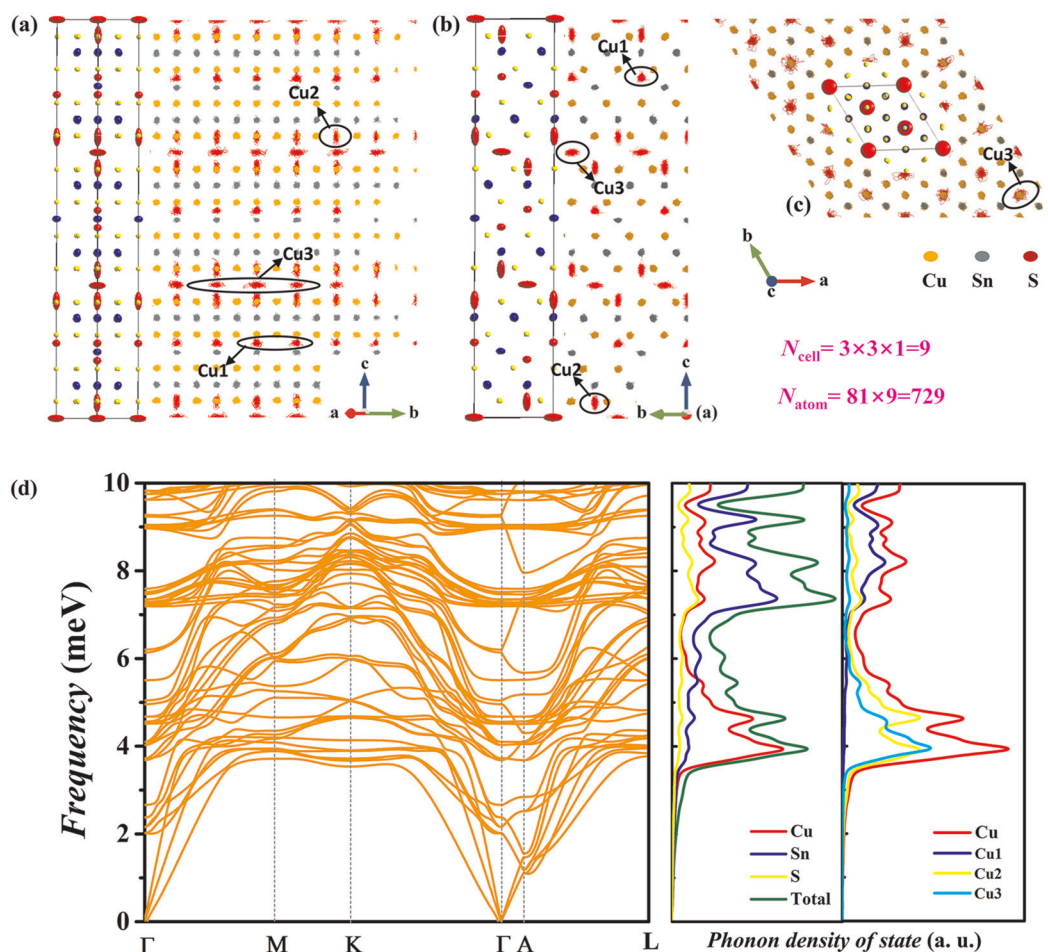 (a)
Cu2
Cu3
Cu1
c
a
b
(b)
Cu1
Cu3
Cu2
c
b
(a)
Cu3
(c)
b
c
a
Cu
Sn
S
Ncell= 3×3×1=9
Natom= 81×9=729
(d)
Frequency (meV)
10
8
6
4
2
0
Γ
M
K
Γ
A
L
Cu
Sn
S
Total
Cu
Cu1
Cu2
Cu3
Phonon density of state (a. u.)